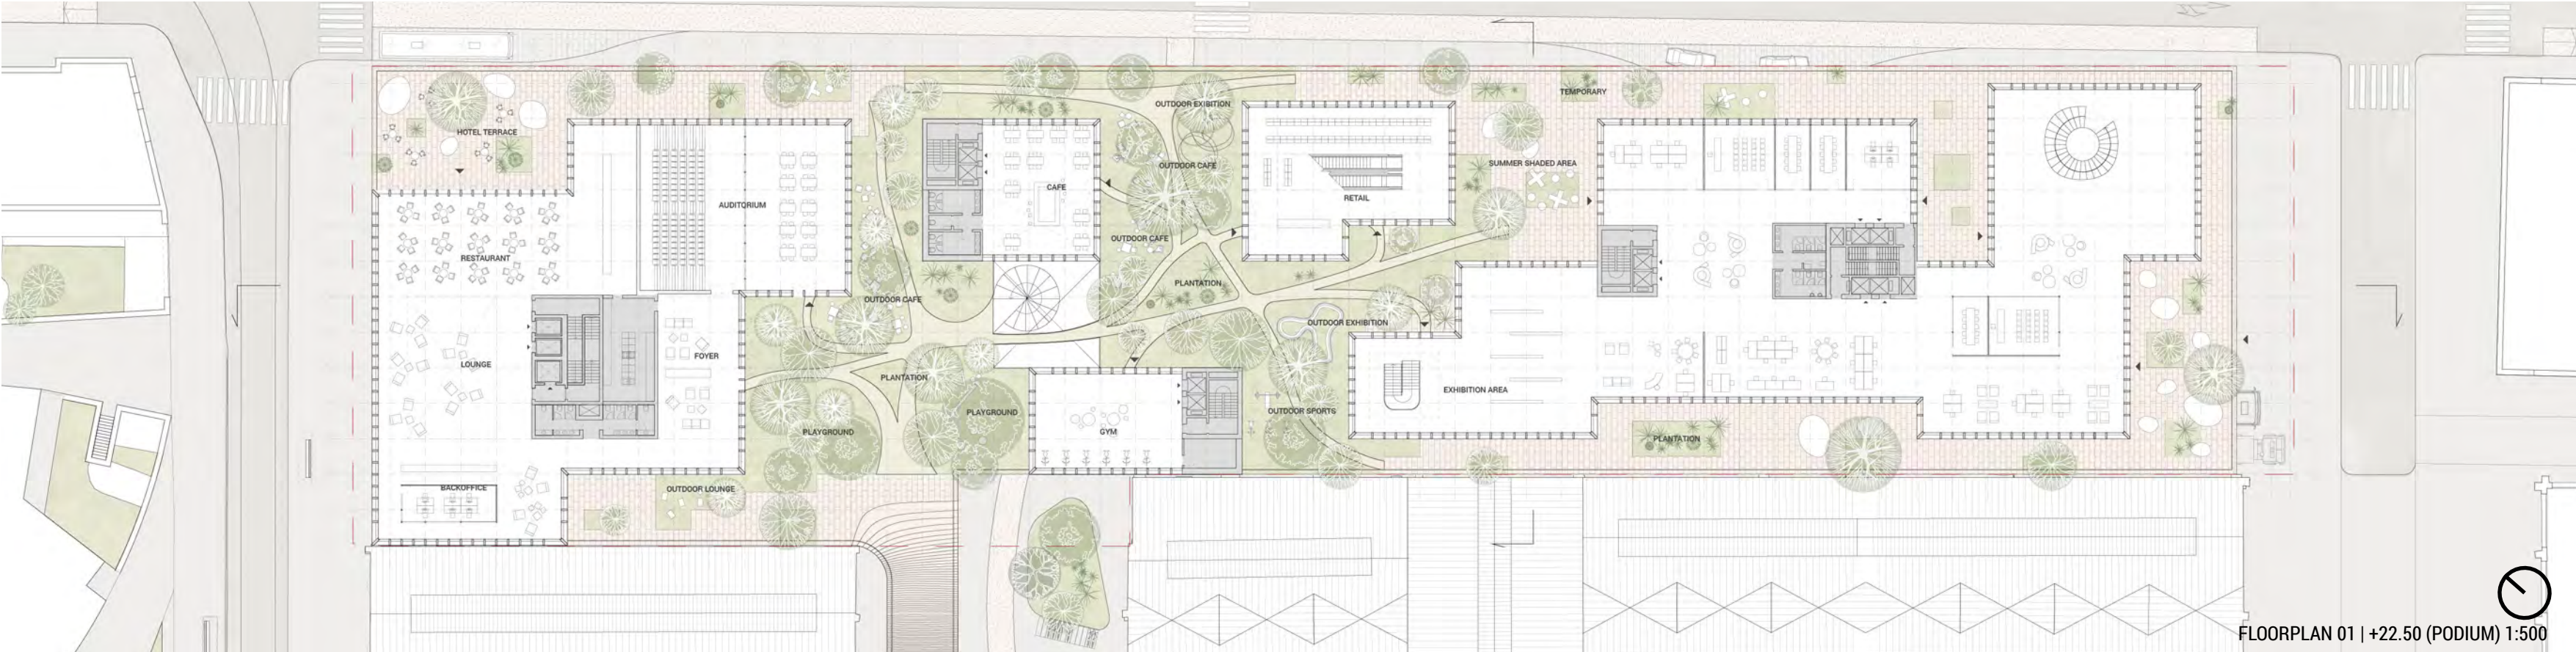 OUTDOOR EXIBITION
TEMPORARY
HOTEL TERRACE
OUTDOOR CAFE
SUMMER SHADED AREA
CAFE
RETAIL
AUDITORIUM
OUTDOOR CAFE
RESTAURANT
PLANTATION
OUTDOOR CAFE
OUTDOOR EXHIBITION
FOYER
LOUNGE
PLANTATION
EXHIBITION AREA
PLAYGROUND
OUTDOOR SPORTS
PLAYGROUND
GYM
PLANTATION
BACKOFFICE
OUTDOOR LOUNGE
FLOORPLAN 01 | +22.50 (PODIUM) 1:500